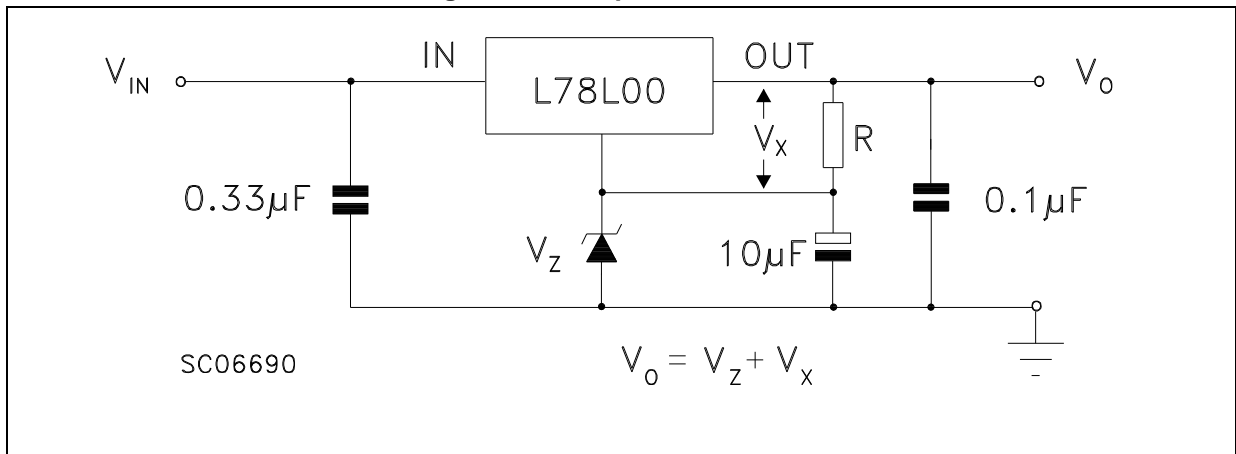 IN
OUT
V_IN
L78L00
V_O
V_X
R
0.33µF
0.1µF
V_Z
10µF
SC06690
V_O = V_Z + V_X